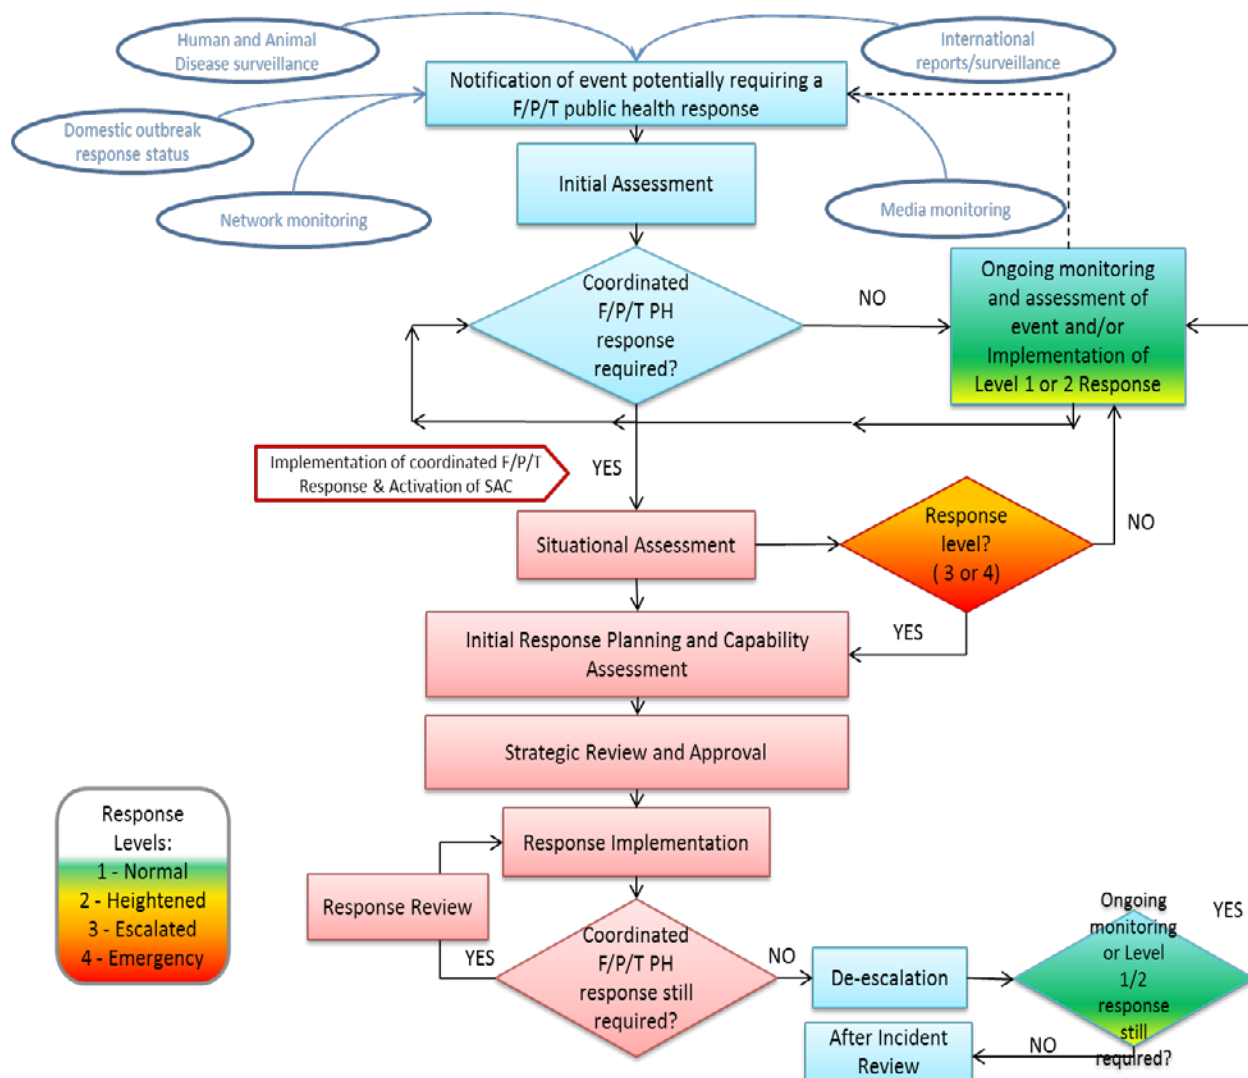 Human and Animal
Disease surveillance
International
reports/surveillance
Notification of event potentially requiring a
F/P/T public health response
Domestic outbreak
response status
Initial Assessment
Network monitoring
Media monitoring
Coordinated
F/P/T PH
response
required?
NO
Ongoing monitoring
and assessment of
event and/or
Implementation of
Level 1 or 2 Response
Implementation of coordinated F/P/T
Response & Activation of SAC
YES
Situational Assessment
Response
level?
( 3 or 4)
NO
YES
Initial Response Planning and Capability
Assessment
Strategic Review and Approval
Response
Levels:
1 - Normal
2 - Heightened
3 - Escalated
4 - Emergency
Response Implementation
Response Review
YES
Coordinated
F/P/T PH
response still
required?
NO
De-escalation
Ongoing
monitoring
or Level
1/2
response
still
required?
YES
NO
After Incident
Review